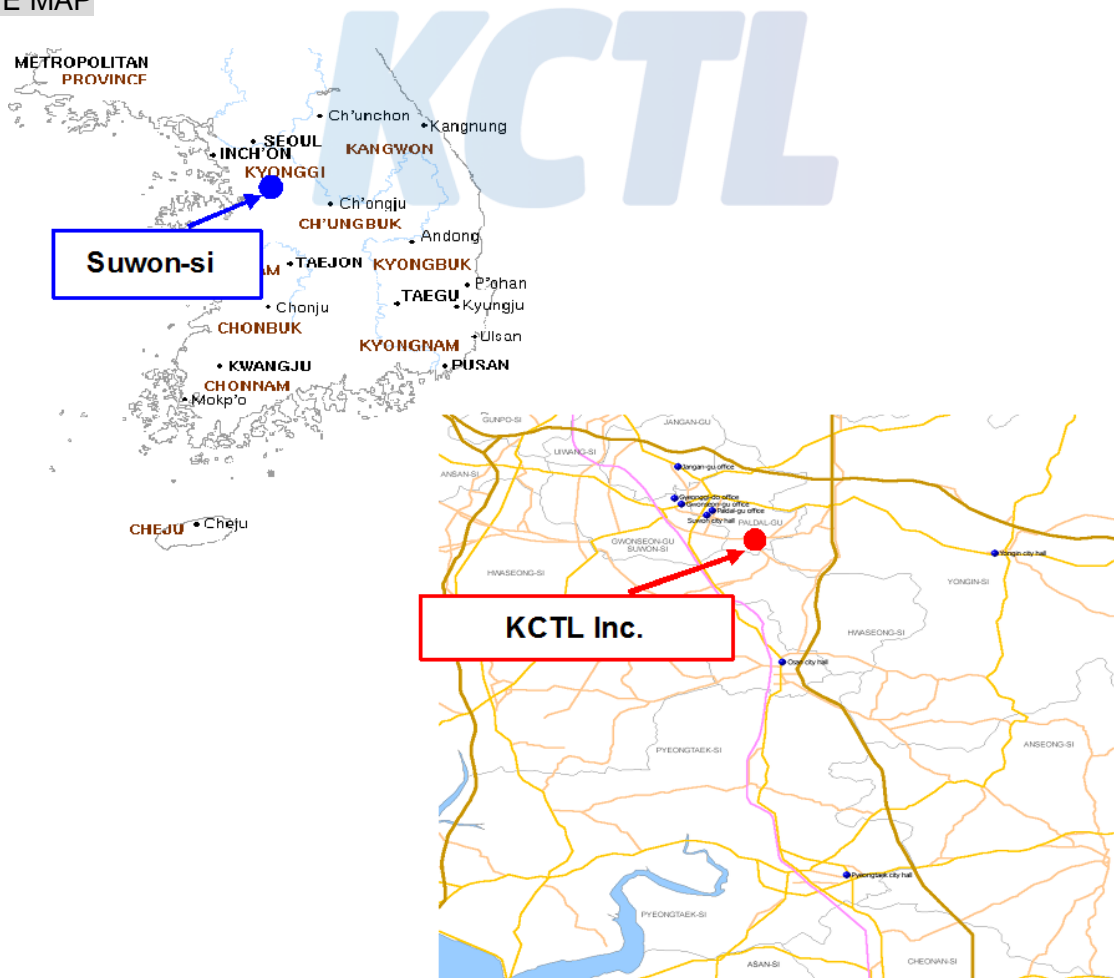 E MAP
KCTL
METROPOLITAN
PROVINCE
Ch'unchon
Kangnung
SEOUL
INCH'ON
KANGWON
KYONGGI
Ch'ongju
CH'UNGBUK
Andong
Suwon-si
AM
TAEJON
KYONGBUK
P'ohan
TAEGU
Kyungju
Chonju
CHONBUK
Ulsan
KYONGNAM
KWANGJU
PUSAN
CHONNAM
Mokp'o
CHEJU
Cheju
GUNPO-SI
JANGAN-GU
UIWANG-SI
Jangan-gu office
ANSAN-SI
Gyeonggi-do office
Gwonseon-gu office
Paldal-gu office
Suwon city hall
PALDAL-GU
GWONSEON-GU
SUWON-SI
Yongin city hall
HWASEONG-SI
YONGIN-SI
KCTL Inc.
HWASEONG-SI
Osan city hall
PYEONGTAEK-SI
ANSEONG-SI
Pyeongtaek city hall
PYEONGTAEK-SI
ASAN-SI
CHEONAN-SI